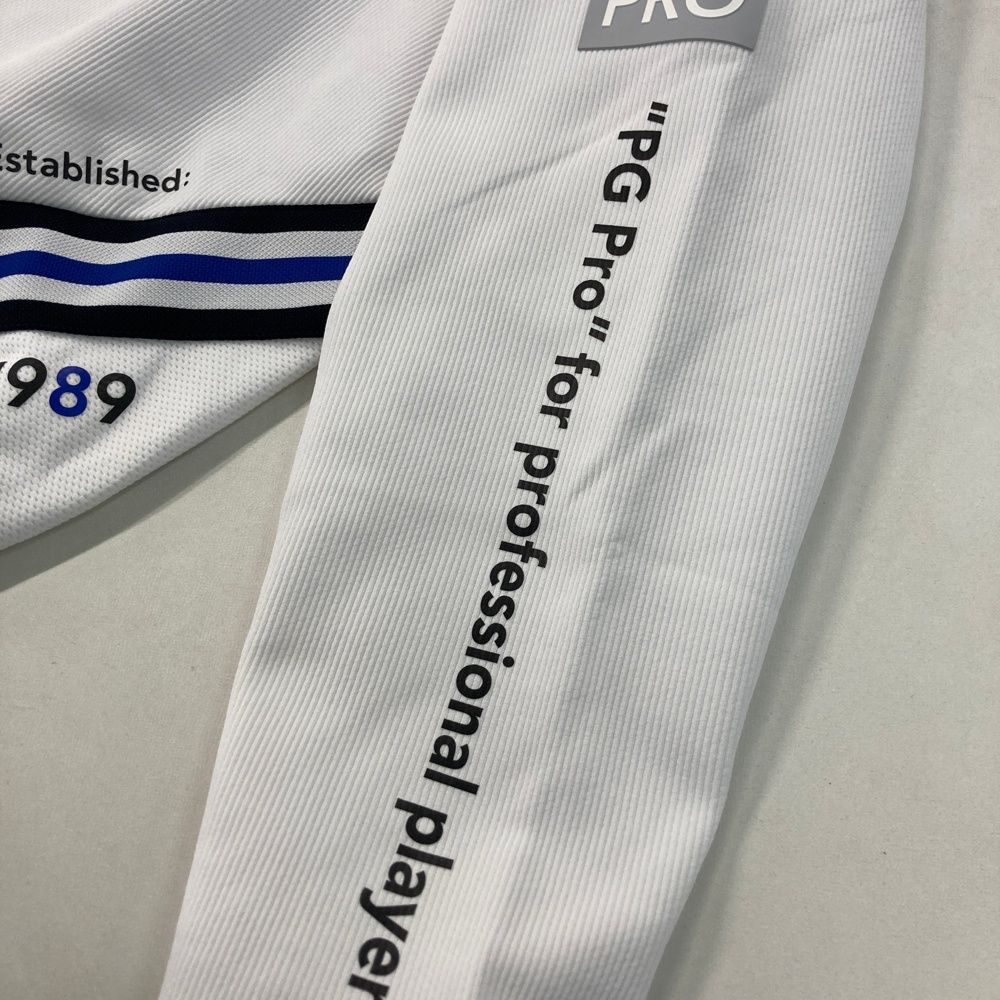 PRO
Established:
989
"PG Pro" for professional player